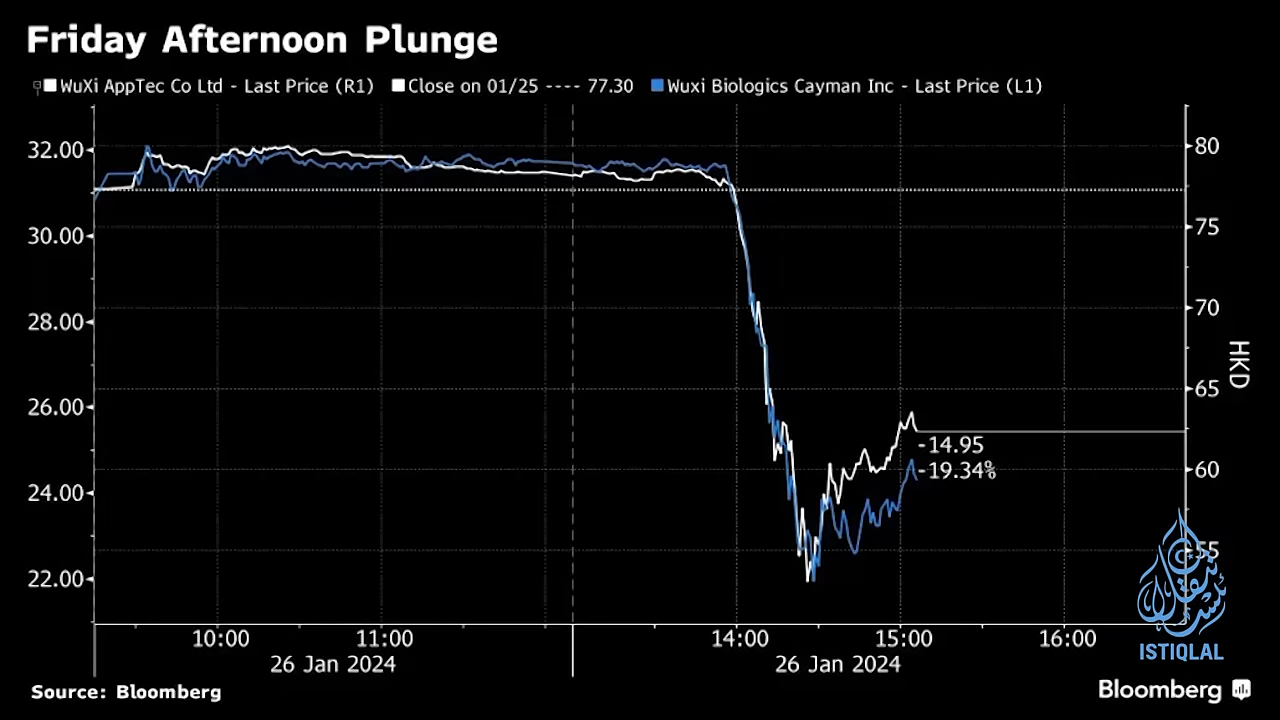 Friday Afternoon Plunge
WuXi AppTec Co Ltd - Last Price (R1) Close on 01/25 ---- 77.30 Wuxi Biologics Cayman Inc - Last Price (L1)
32.00
30.00
28.00
26.00
24.00
22.00
80
75
70
65
60
55
HKD
-14.95
-19.34%
10:00 11:00 14:00 15:00 16:00
26 Jan 2024 26 Jan 2024
ISTIQLAL
Source: Bloomberg
Bloomberg